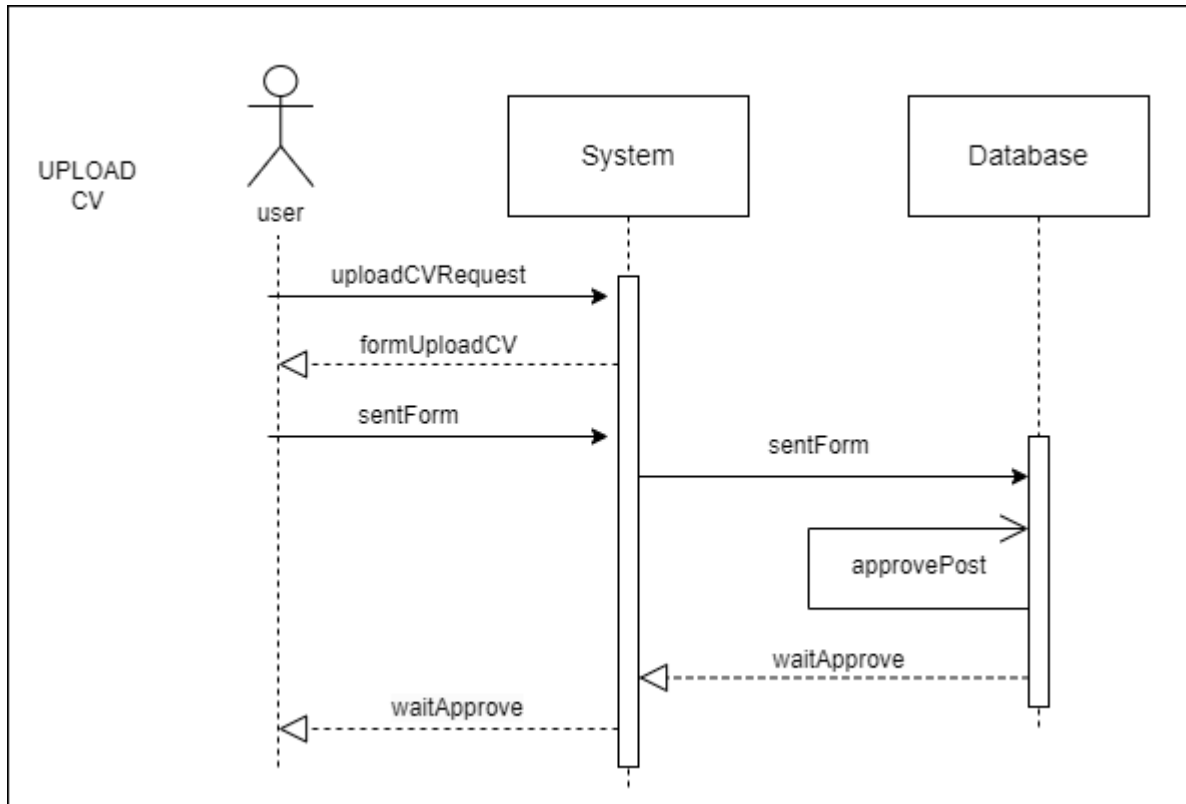 UPLOAD
CV
user
System
Database
uploadCVRequest
formUploadCV
sentForm
sentForm
approvePost
waitApprove
waitApprove